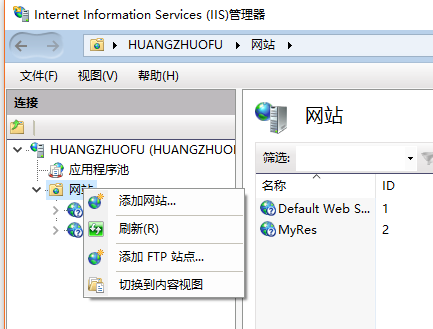 Internet Information Services (IIS)管理器
HUANGZHUOFU 网站
文件(F) 视图(V) 帮助(H)
连接
HUANGZHUOFU (HUANGZHUOF
应用程序池
网站
添加网站...
刷新(R)
添加 FTP 站点...
切换到内容视图
网站
筛选:
名称 ID
Default Web S... 1
MyRes 2